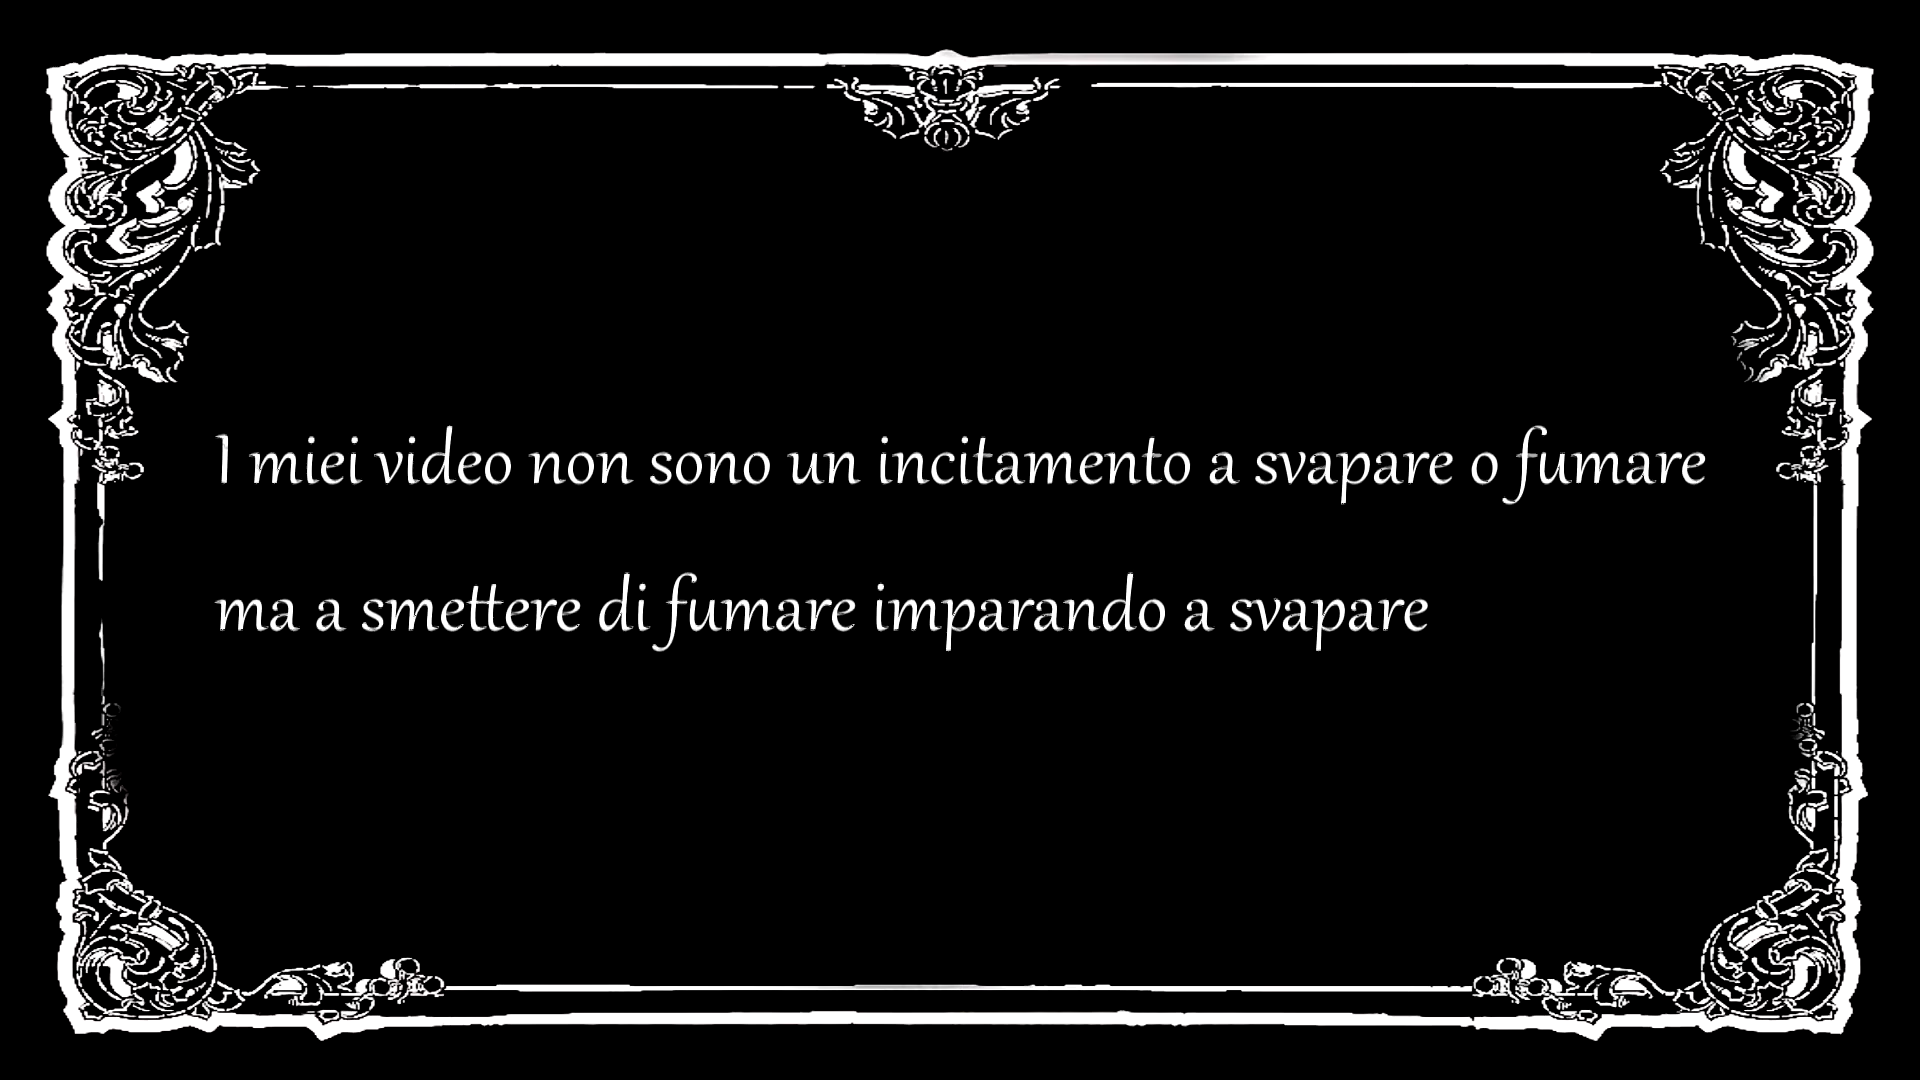 I miei video non sono un incitamento a svapare o fumare
ma a smettere di fumare imparando a svapare